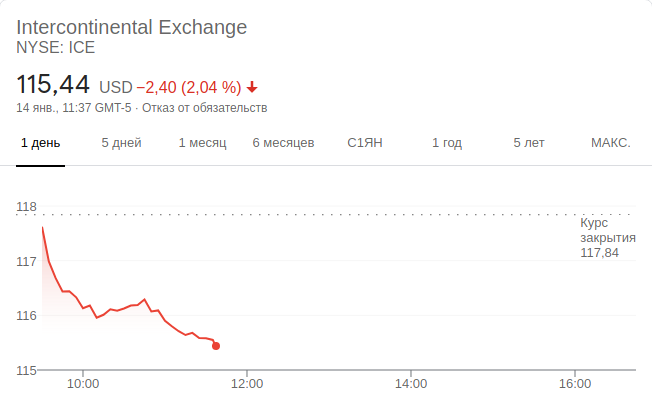 Intercontinental Exchange
NYSE: ICE
115,44 USD −2,40 (2,04 %)
14 янв., 11:37 GMT-5 · Отказ от обязательств
1 день 5 дней 1 месяц 6 месяцев С1ЯН 1 год 5 лет МАКС.
118
Курс
закрытия
117,84
117
116
115
10:00 12:00 14:00 16:00